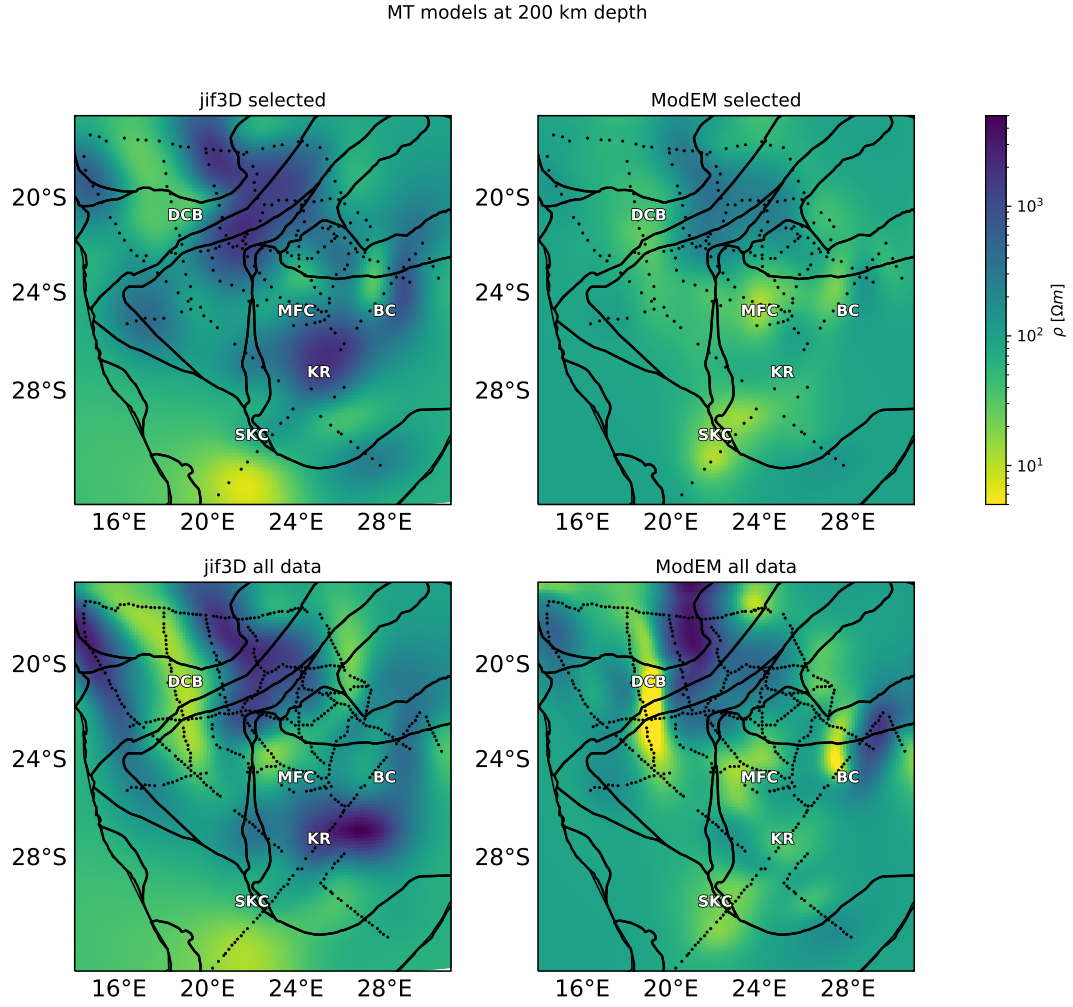 MT models at 200 km depth
jif3D selected
ModEM selected
20°S
24°S
28°S
DCB
MFC
BC
KR
SKC
16°E 20°E 24°E 28°E
20°S
24°S
28°S
DCB
MFC
BC
KR
SKC
16°E 20°E 24°E 28°E
10³
10²
10¹
ρ [Ωm]
jif3D all data
ModEM all data
20°S
24°S
28°S
DCB
MFC
BC
KR
SKC
16°E 20°E 24°E 28°E
20°S
24°S
28°S
DCB
MFC
BC
KR
SKC
16°E 20°E 24°E 28°E